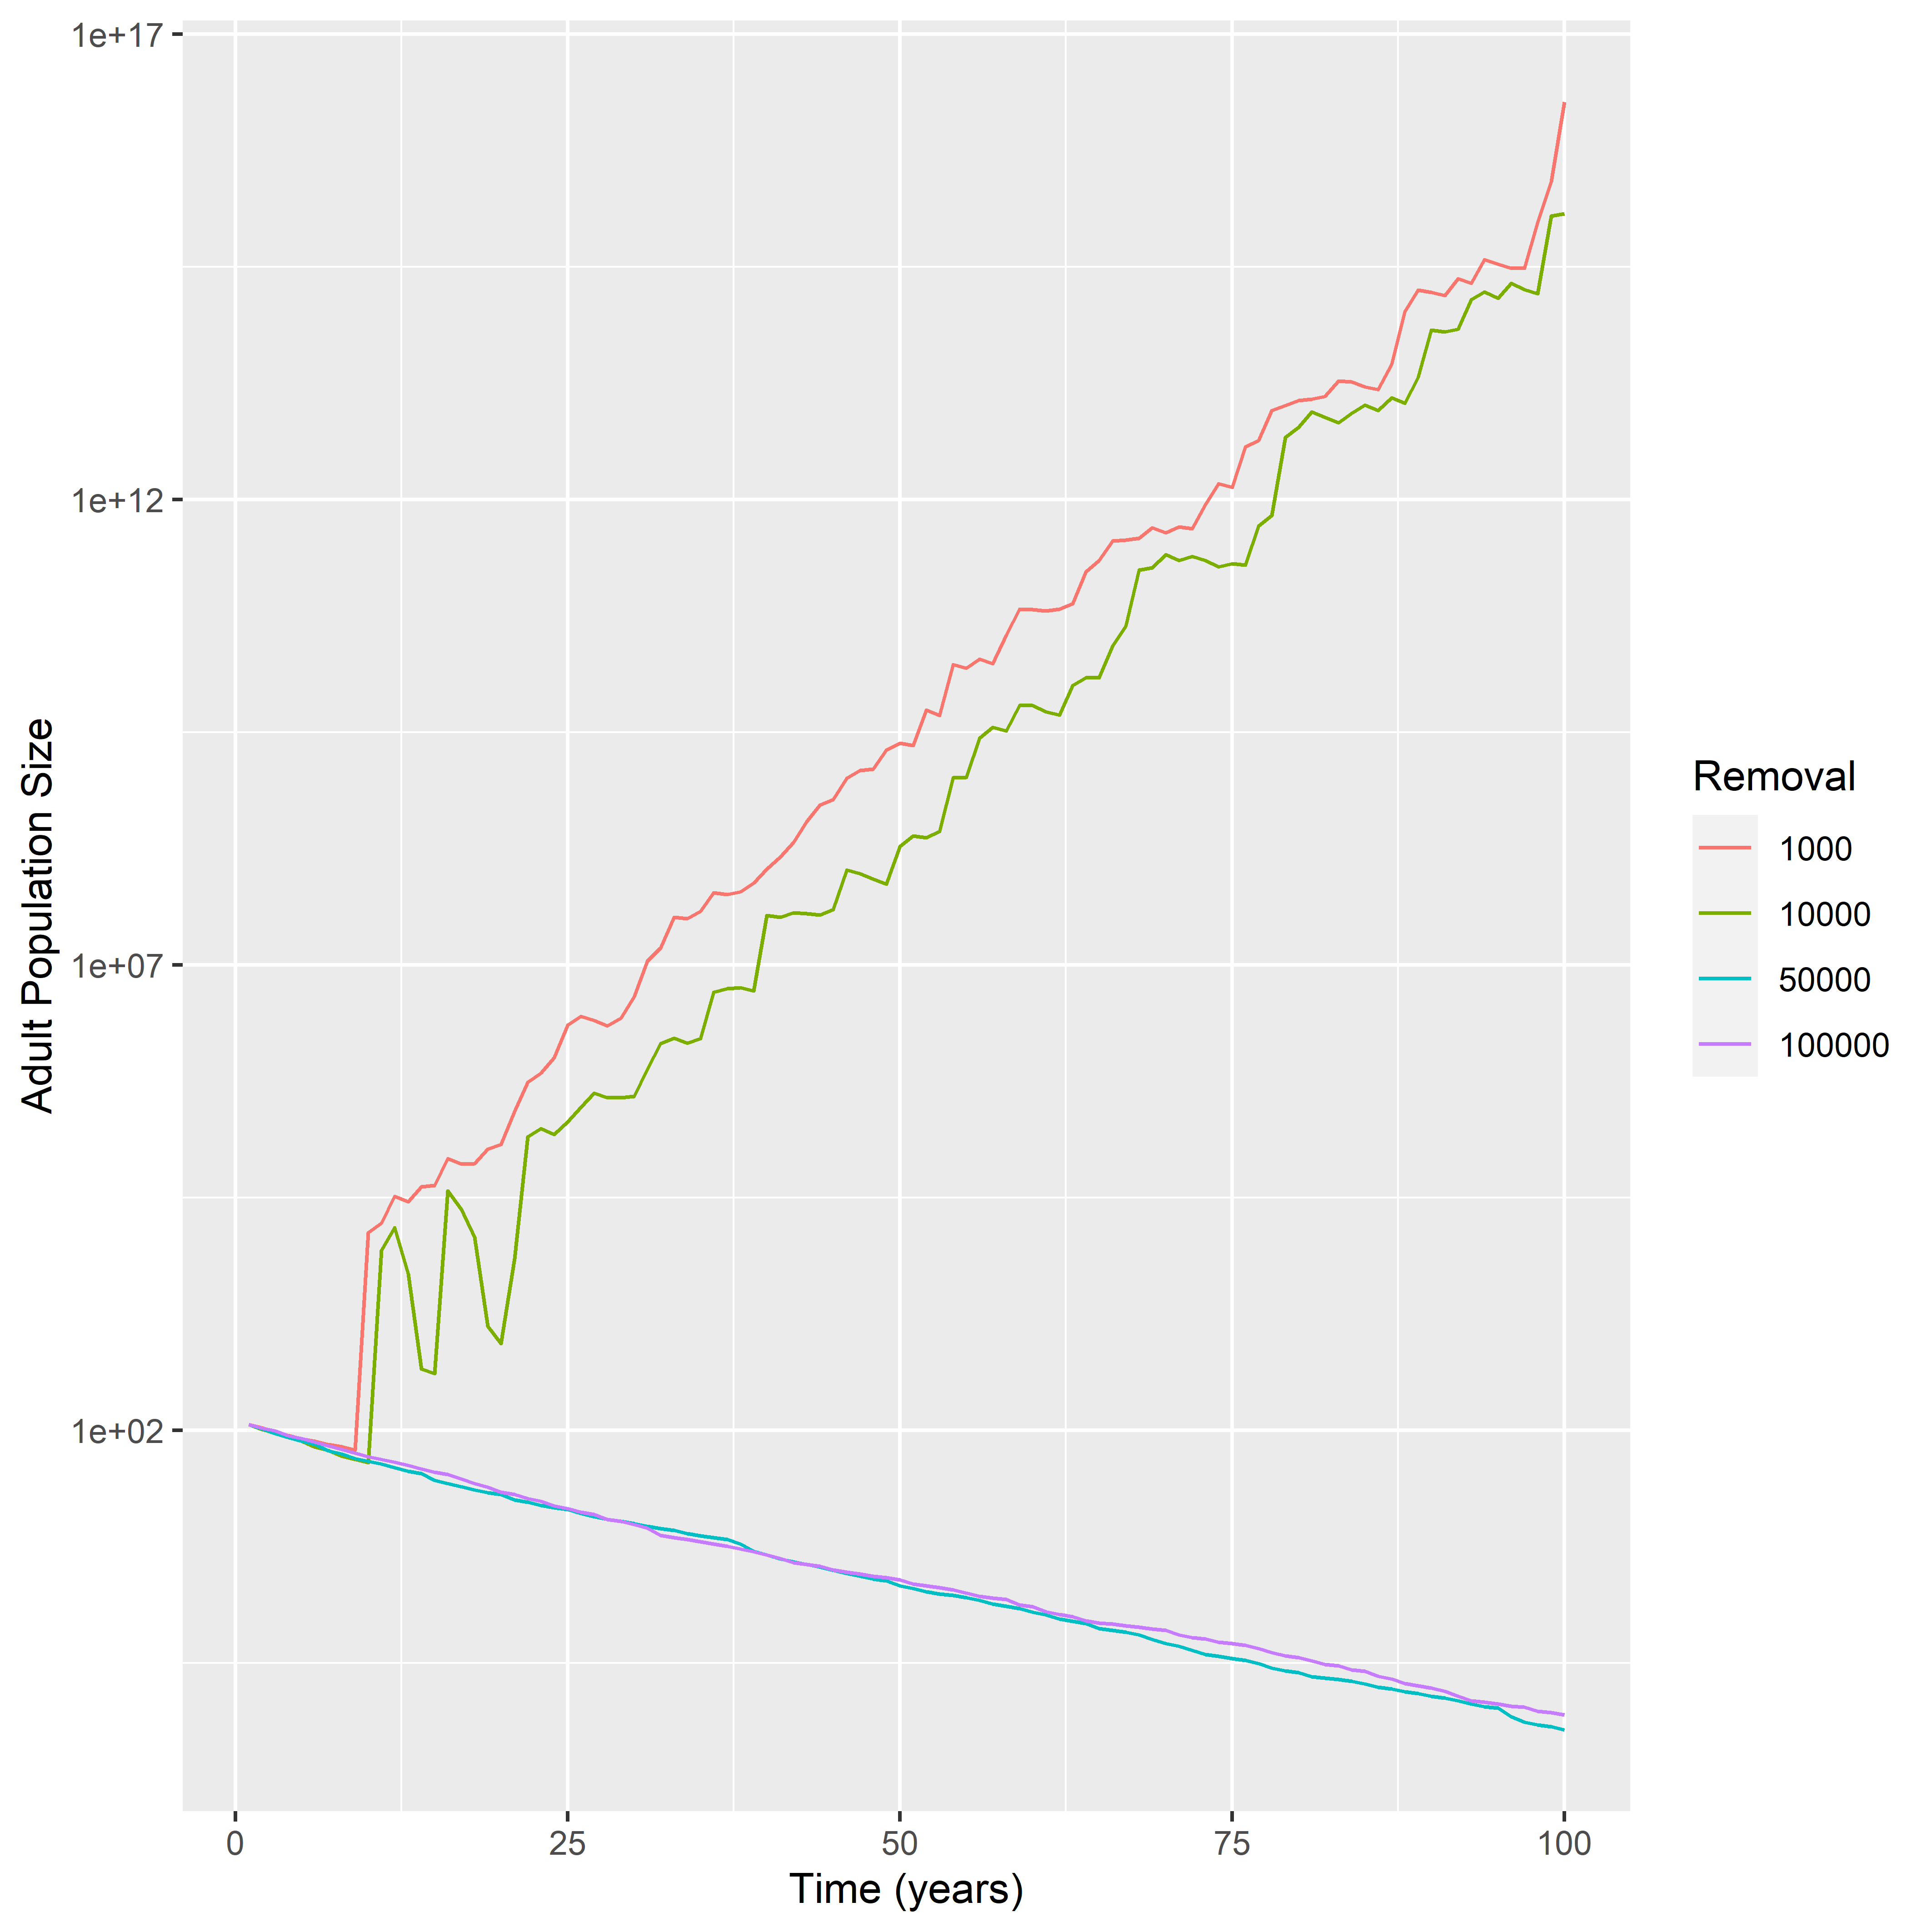 1e+17
1e+12
1e+07
1e+02
Adult Population Size
0 25 50 75 100
Time (years)
Removal
1000
10000
50000
100000